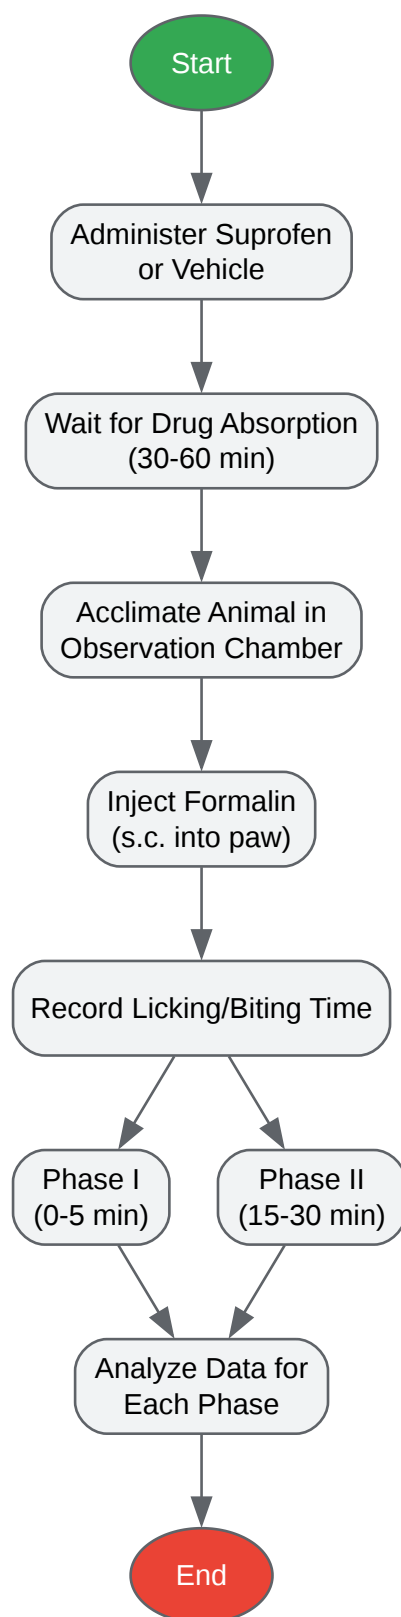 Start
Administer Suprofen
or Vehicle
Wait for Drug Absorption
(30-60 min)
Acclimate Animal in
Observation Chamber
Inject Formalin
(s.c. into paw)
Record Licking/Biting Time
Phase I
(0-5 min)
Phase II
(15-30 min)
Analyze Data for
Each Phase
End